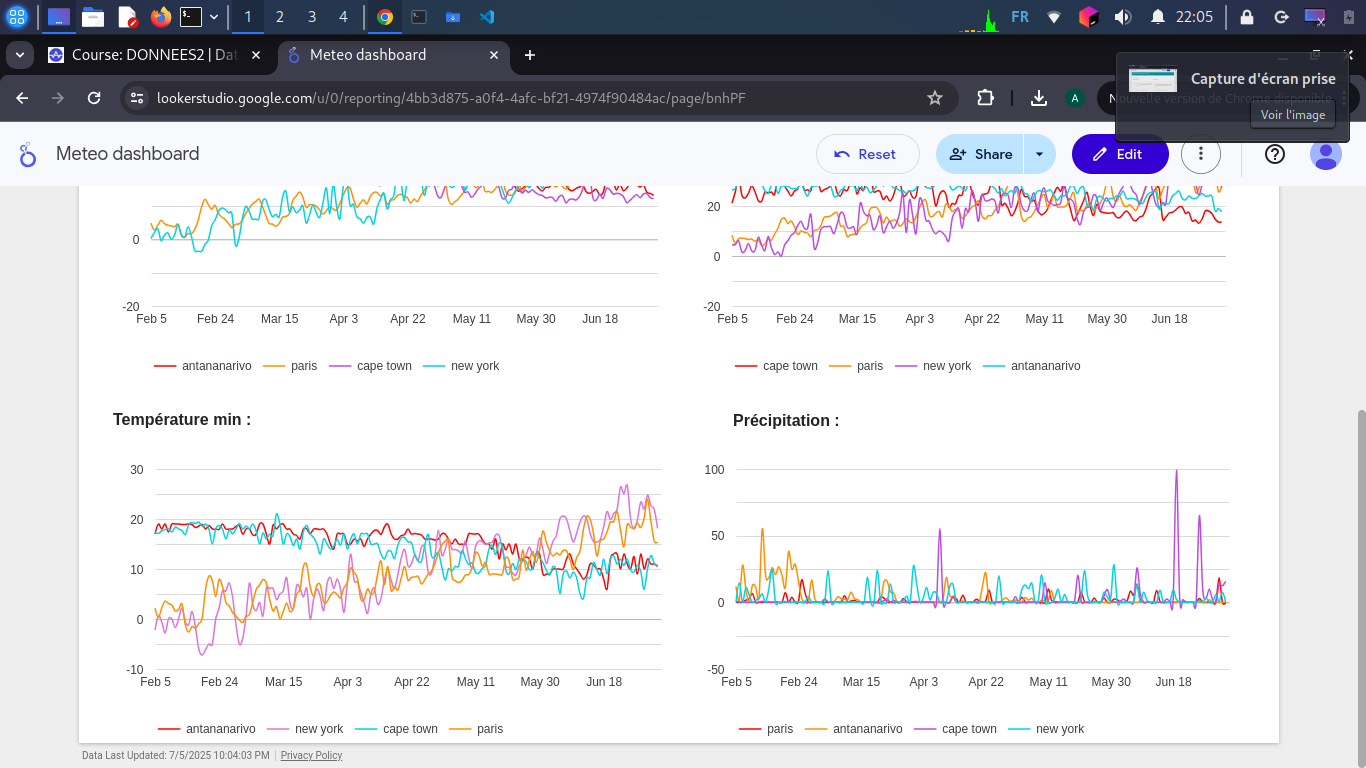 1 2 3 4 FR 22:05
Course: DONNEES2 | Dat
Meteo dashboard
lookerstudio.google.com/u/0/reporting/4bb3d875-a0f4-4afc-bf21-4974f90484ac/page/bnhPF
A
Nouvelle version de Chrome disponible
Capture d'écran prise
Voir l'image
Meteo dashboard
Reset
Share
Edit
0
-20
Feb 5 Feb 24 Mar 15 Apr 3 Apr 22 May 11 May 30 Jun 18
antananarivo paris cape town new york
20
0
-20
Feb 5 Feb 24 Mar 15 Apr 3 Apr 22 May 11 May 30 Jun 18
cape town paris new york antananarivo
Température min :
30
20
10
0
-10
Feb 5 Feb 24 Mar 15 Apr 3 Apr 22 May 11 May 30 Jun 18
antananarivo new york cape town paris
Précipitation :
100
50
0
-50
Feb 5 Feb 24 Mar 15 Apr 3 Apr 22 May 11 May 30 Jun 18
paris antananarivo cape town new york
Data Last Updated: 7/5/2025 10:04:03 PM
Privacy Policy